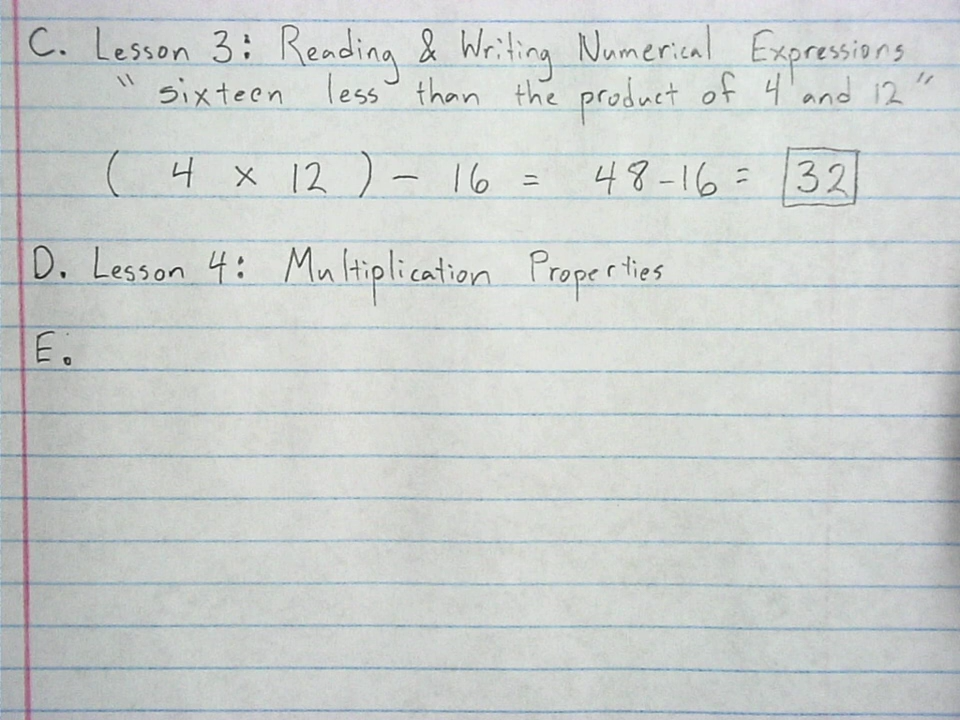 C. Lesson 3: Reading & Writing Numerical Expressions
"sixteen less than the product of 4 and 12"
( 4 x 12 ) - 16 = 48-16 = 32
D. Lesson 4: Multiplication Properties
E.